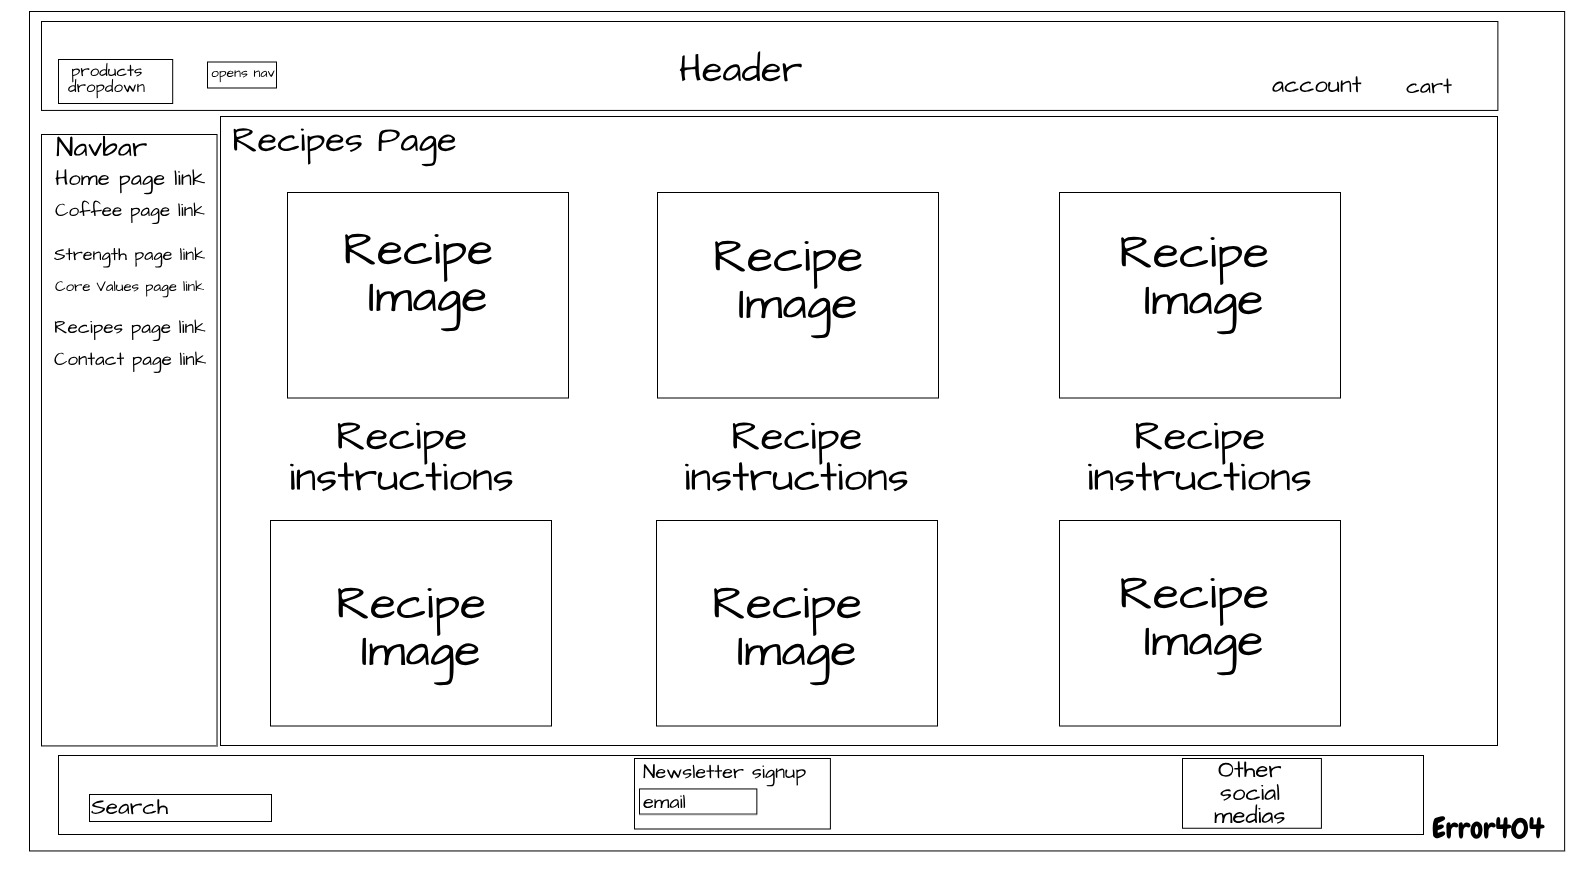 products
dropdown
opens nav
Header
account
cart
Navbar
Home page link
Coffee page link
Strength page link
Core Values page link
Recipes page link
Contact page link
Recipes Page
Recipe
Image
Recipe
Image
Recipe
Image
Recipe
instructions
Recipe
instructions
Recipe
instructions
Recipe
Image
Recipe
Image
Recipe
Image
Search
Newsletter signup
email
Other
social
medias
Error404